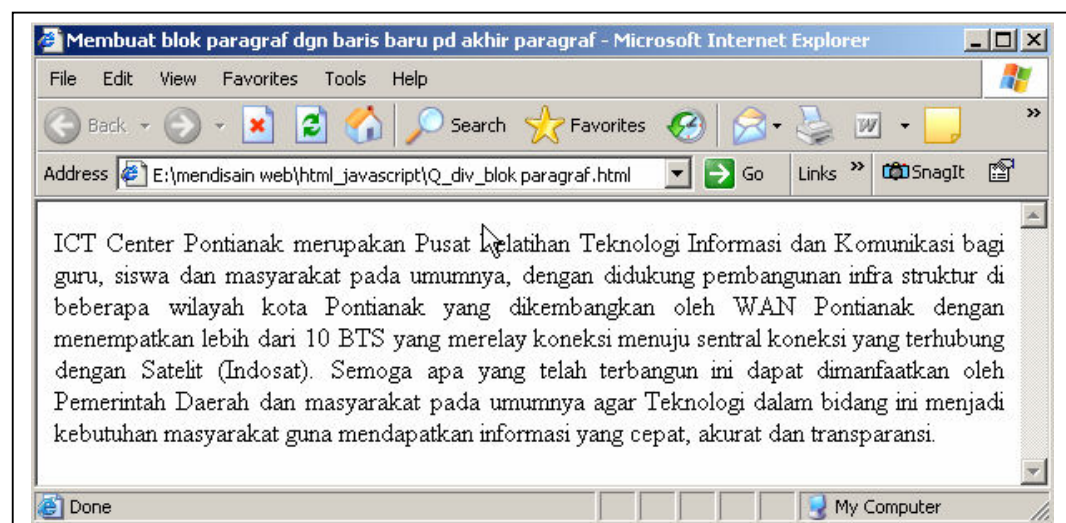 Membuat blok paragraf dgn baris baru pd akhir paragraf - Microsoft Internet Explorer
File Edit View Favorites Tools Help
Back Search Favorites W »
Address E:\mendisain web\html_javascript\Q_div_blok paragraf.html Go Links » SnagIt
ICT Center Pontianak merupakan Pusat Pelatihan Teknologi Informasi dan Komunikasi bagi
guru, siswa dan masyarakat pada umumnya, dengan didukung pembangunan infra struktur di
beberapa wilayah kota Pontianak yang dikembangkan oleh WAN Pontianak dengan
menempatkan lebih dari 10 BTS yang merelay koneksi menuju sentral koneksi yang terhubung
dengan Satelit (Indosat). Semoga apa yang telah terbangun ini dapat dimanfaatkan oleh
Pemerintah Daerah dan masyarakat pada umumnya agar Teknologi dalam bidang ini menjadi
kebutuhan masyarakat guna mendapatkan informasi yang cepat, akurat dan transparansi.
Done My Computer